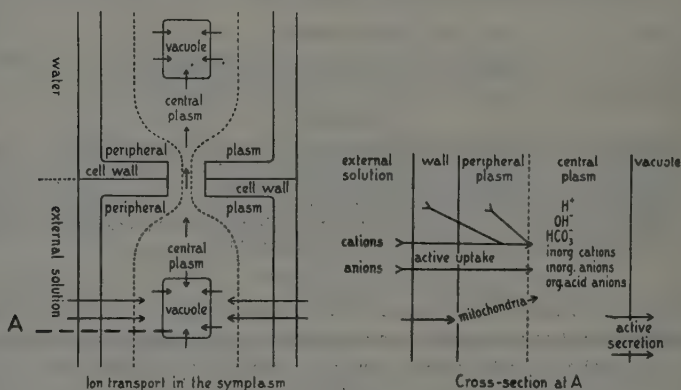 water
vacuole
central
plasm
peripheral
plasm
cell wall
cell wall
peripheral
plasm
external solution
central
plasm
vacuole
A
Ion transport in the symplasm
external
solution
wall
peripheral
plasm
central
plasm
vacuole
H⁺
OH⁻
HCO₃⁻
cations
inorg cations
active uptake
anions
inorg. anions
org.acid anions
mitochondria
active
secretion
Cross-section at A